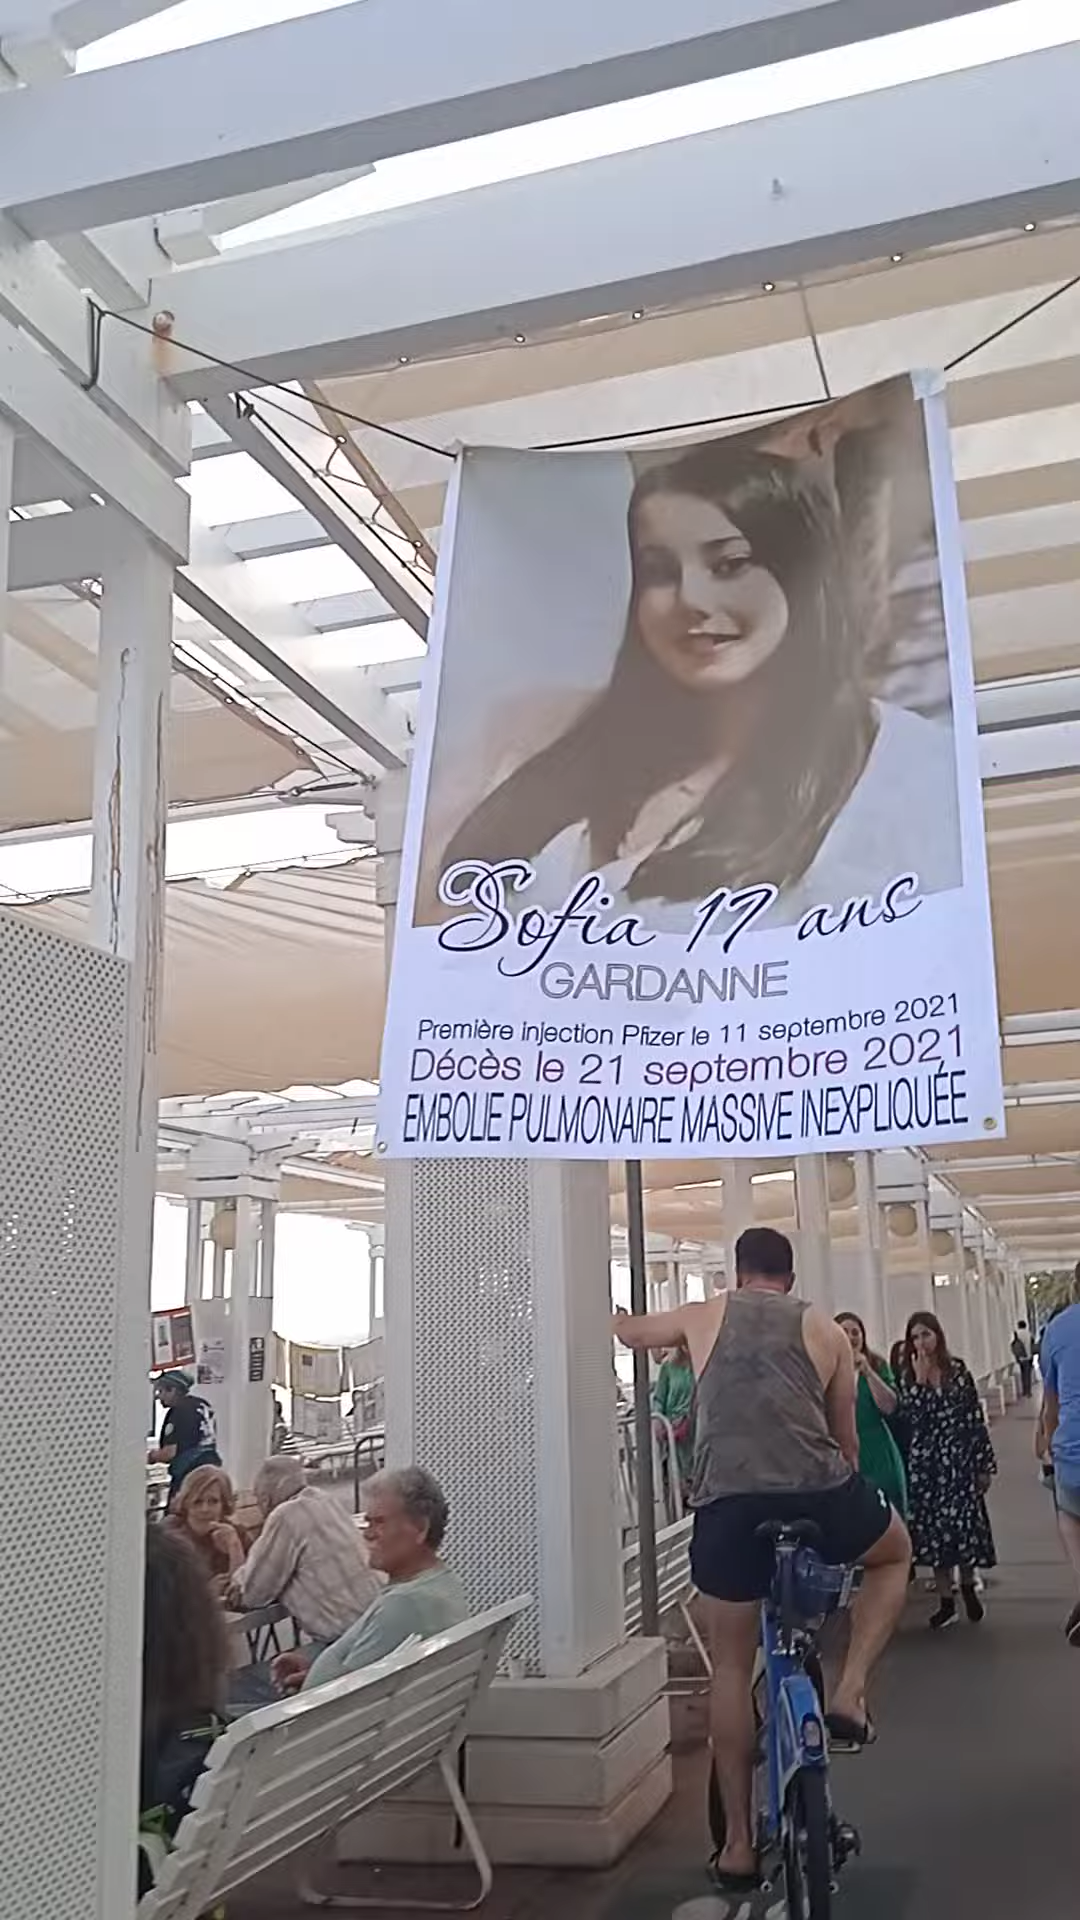 Sofia 17 ans
GARDANNE
Première injection Pfizer le 11 septembre 2021
Décès le 21 septembre 2021
EMBOLIE PULMONAIRE MASSIVE INEXPLIQUÉE